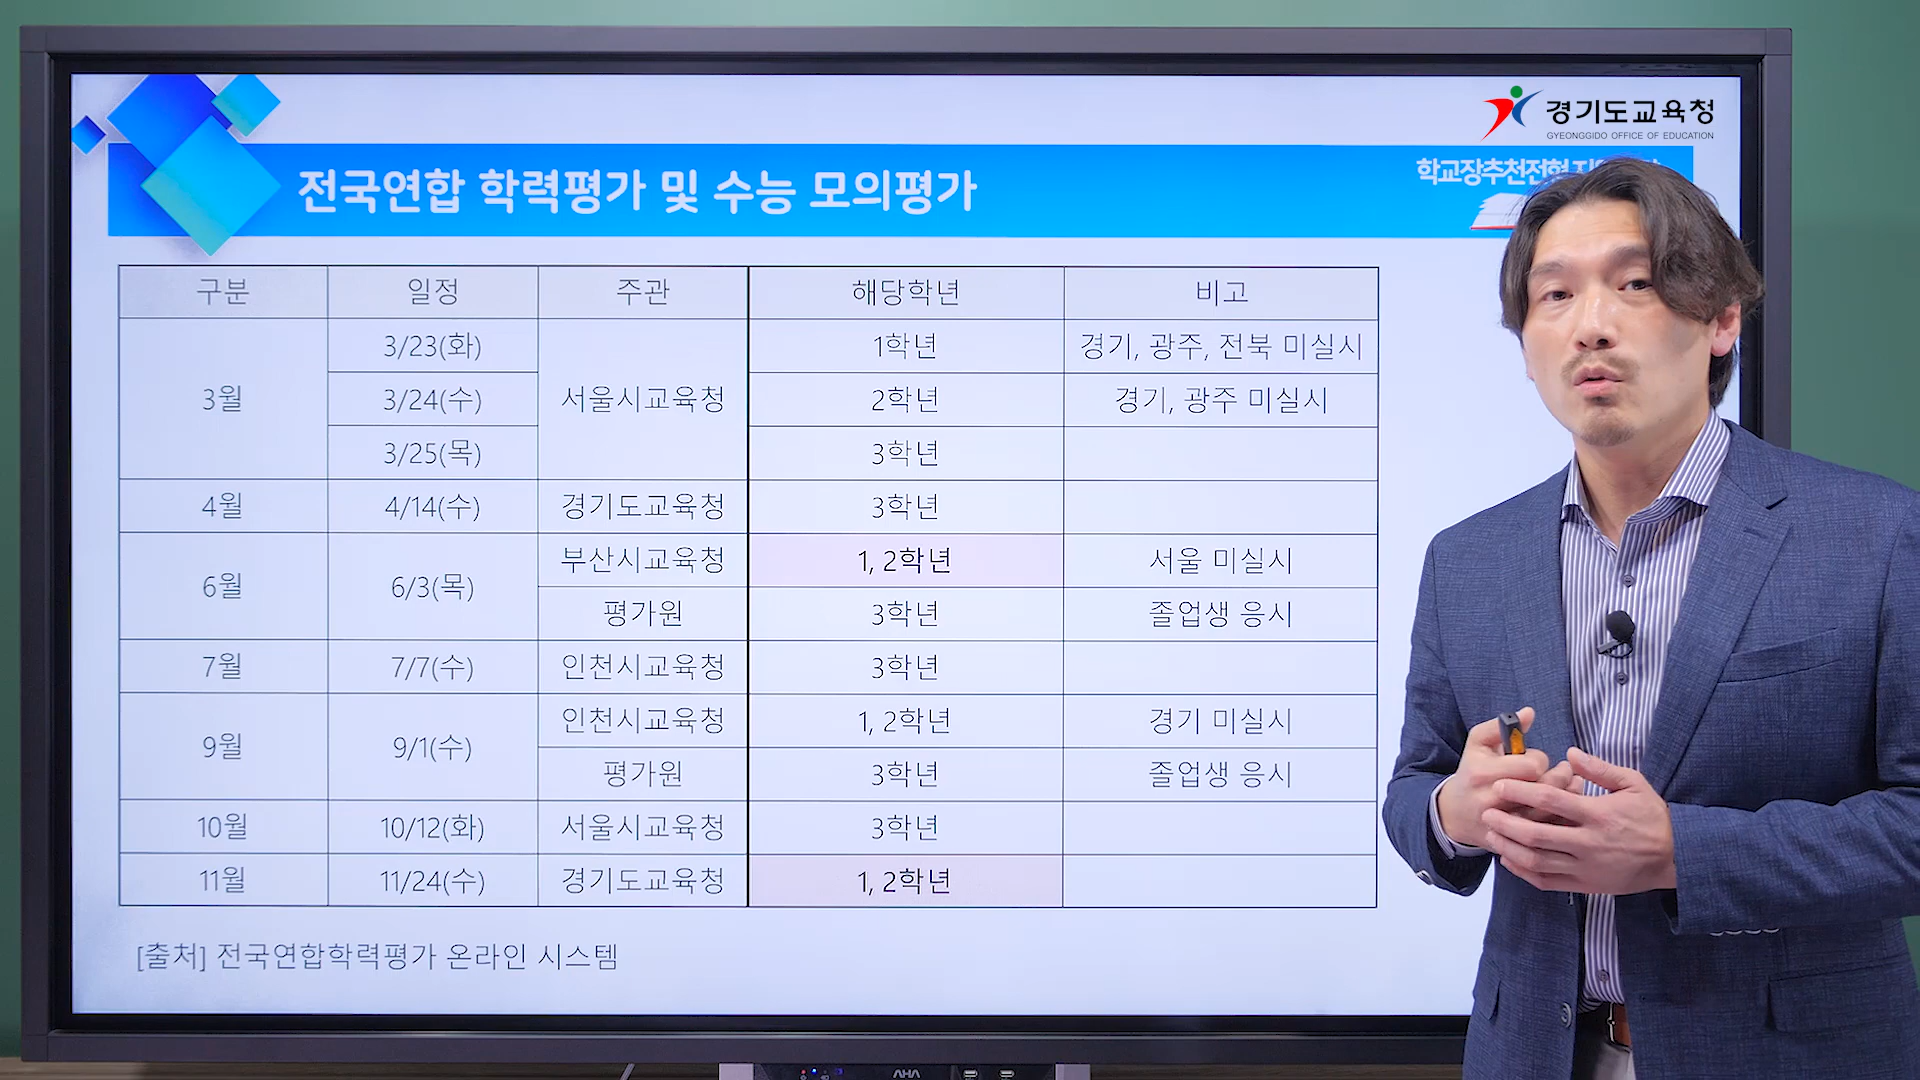 경기도교육청
GYEONGGIDO OFFICE OF EDUCATION
학교장추천전형
전국연합 학력평가 및 수능 모의평가
구분 일정 주관 해당학년 비고
3월 3/23(화) 서울시교육청 1학년 경기, 광주, 전북 미실시
3/24(수) 2학년 경기, 광주 미실시
3/25(목) 3학년
4월 4/14(수) 경기도교육청 3학년
6월 6/3(목) 부산시교육청 1, 2학년 서울 미실시
평가원 3학년 졸업생 응시
7월 7/7(수) 인천시교육청 3학년
9월 9/1(수) 인천시교육청 1, 2학년 경기 미실시
평가원 3학년 졸업생 응시
10월 10/12(화) 서울시교육청 3학년
11월 11/24(수) 경기도교육청 1, 2학년
[출처] 전국연합학력평가 온라인 시스템
AHA